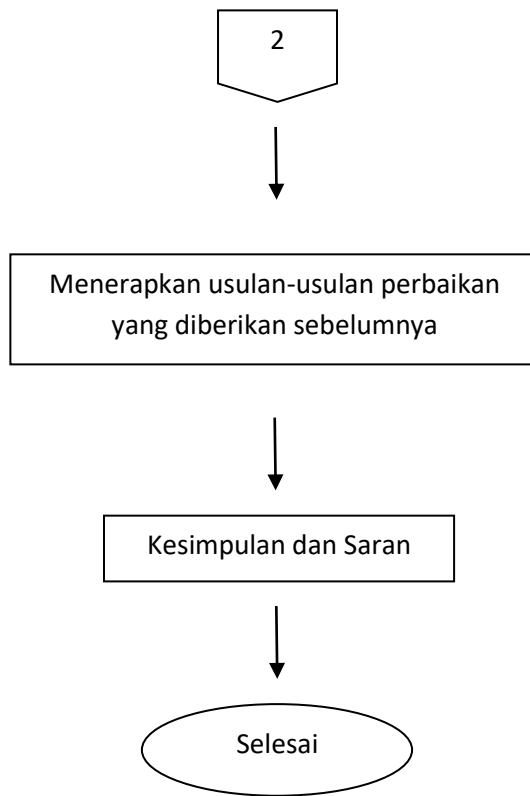 2
Menerapkan usulan-usulan perbaikan
yang diberikan sebelumnya
Kesimpulan dan Saran
Selesai